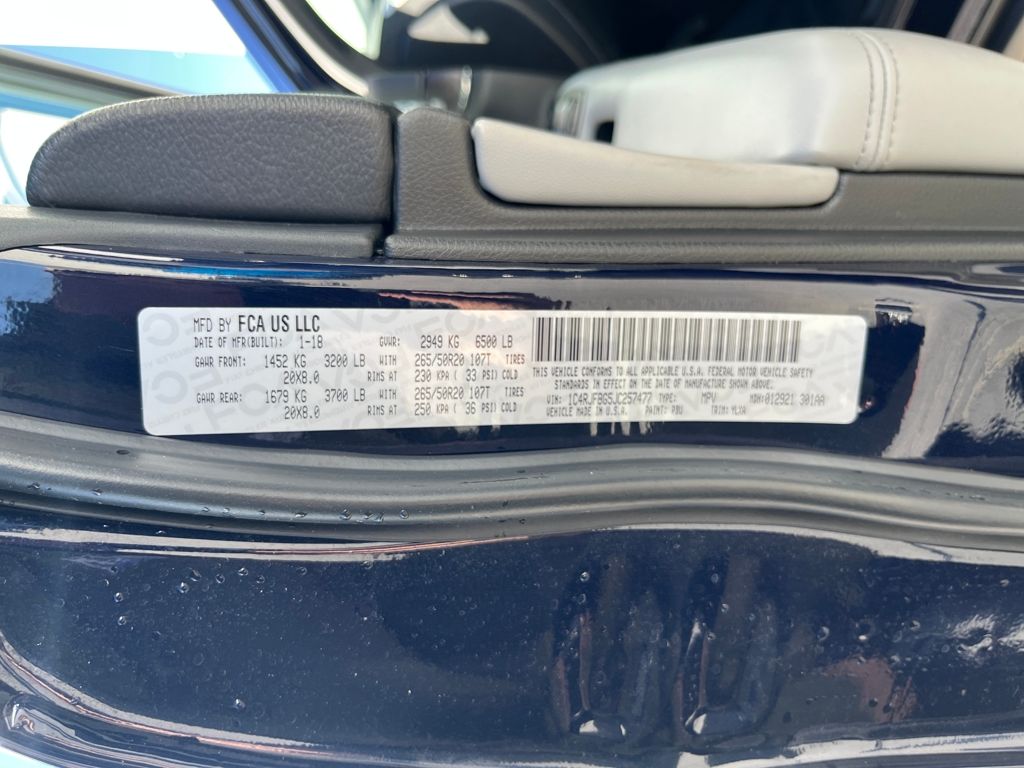 MFD BY FCA US LLC
DATE OF MFR(BUILT): 1-18 GVWR: 2949 KG 6500 LB
GAWR FRONT: 1452 KG 3200 LB WITH 265/50R20 107T TIRES
20X8.0 RIMS AT 230 KPA ( 33 PSI) COLD
GAWR REAR: 1679 KG 3700 LB WITH 265/50R20 107T TIRES
20X8.0 RIMS AT 250 KPA ( 36 PSI) COLD
THIS VEHICLE CONFORMS TO ALL APPLICABLE U.S.A. FEDERAL MOTOR VEHICLE SAFETY
STANDARDS IN EFFECT ON THE DATE OF MANUFACTURE SHOWN ABOVE.
VIN: 1C4RJFBG5JC257477 TYPE: MPV MDH: 012921 301AA
VEHICLE MADE IN U.S.A. PAINT: PBU TRIM: YLXA